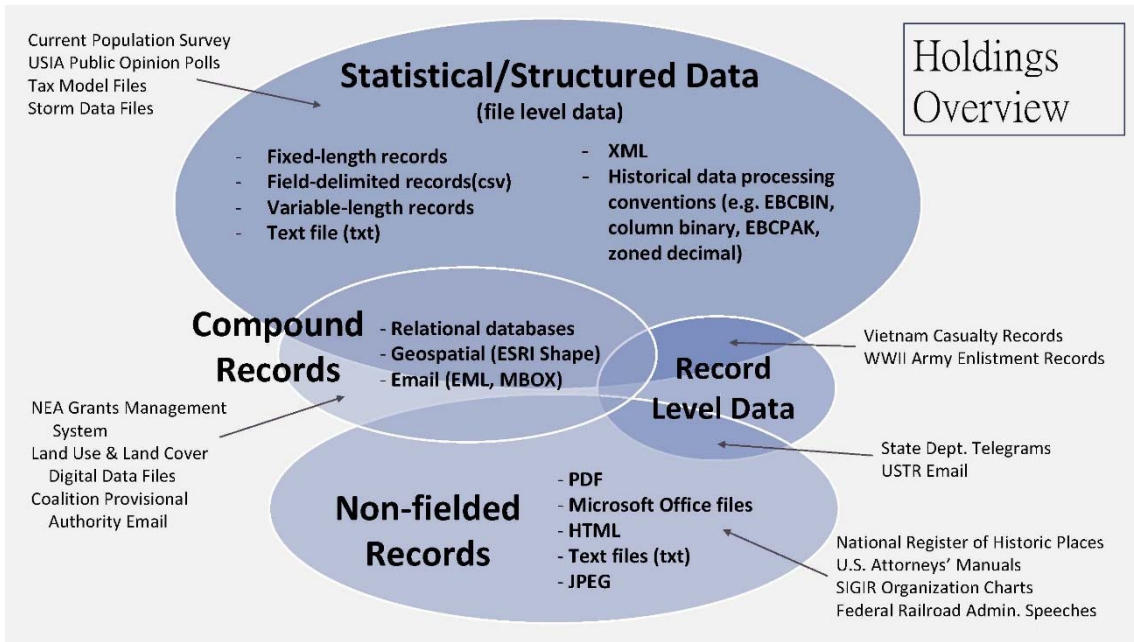 Current Population Survey
USIA Public Opinion Polls
Tax Model Files
Storm Data Files
Holdings
Overview
Statistical/Structured Data
(file level data)
- Fixed-length records
- Field-delimited records(csv)
- Variable-length records
- Text file (txt)
- XML
- Historical data processing
conventions (e.g. EBCBIN,
column binary, EBCPAK,
zoned decimal)
Compound
Records
- Relational databases
- Geospatial (ESRI Shape)
- Email (EML, MBOX)
Record
Level Data
Vietnam Casualty Records
WWII Army Enlistment Records
NEA Grants Management
System
Land Use & Land Cover
Digital Data Files
Coalition Provisional
Authority Email
State Dept. Telegrams
USTR Email
Non-fielded
Records
- PDF
- Microsoft Office files
- HTML
- Text files (txt)
- JPEG
National Register of Historic Places
U.S. Attorneys’ Manuals
SIGIR Organization Charts
Federal Railroad Admin. Speeches